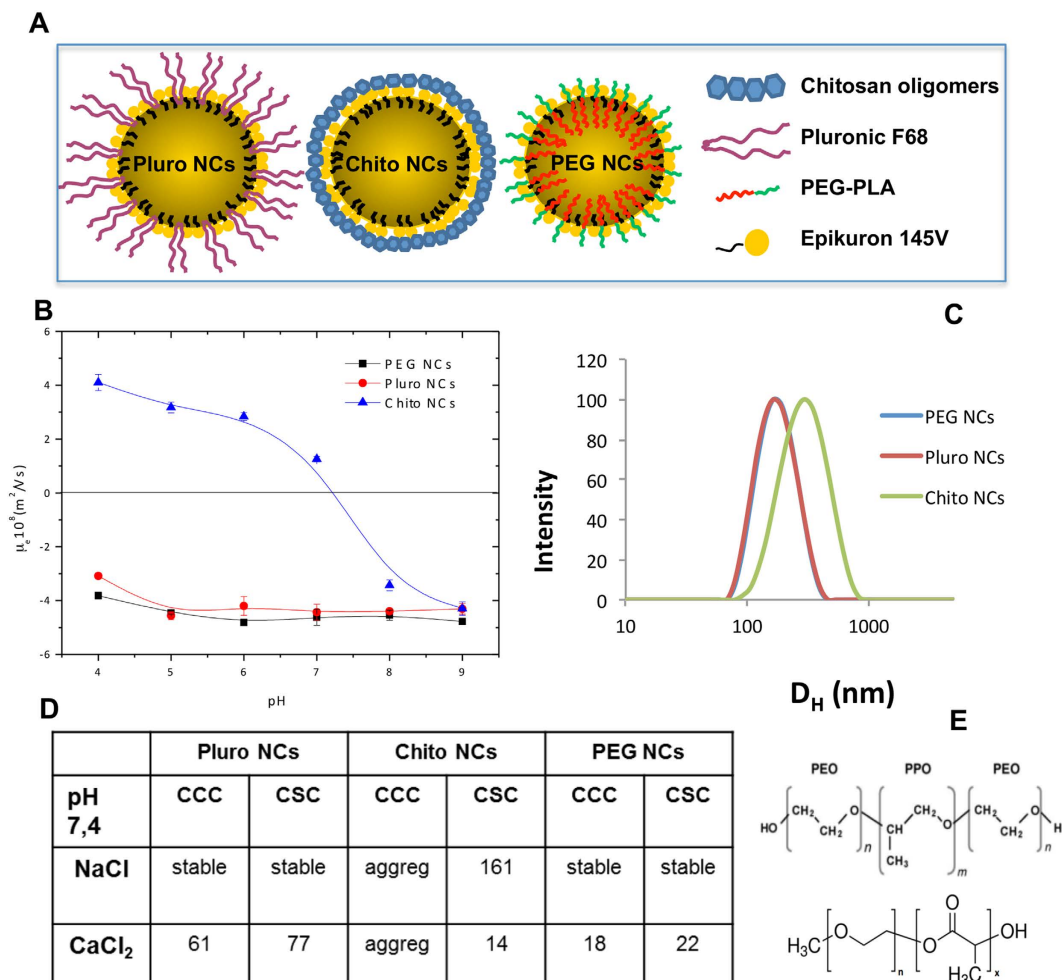 A
Pluro NCs
Chito NCs
PEG NCs
Chitosan oligomers
Pluronic F68
PEG-PLA
Epikuron 145V
B
6
4
2
0
-2
-4
-6
4
5
6
7
8
9
μe10⁸(m²/Vs)
pH
PEG NCs
Pluro NCs
Chito NCs
C
120
100
80
60
40
20
0
10
100
1000
Intensity
DH (nm)
PEG NCs
Pluro NCs
Chito NCs
D
Pluro NCs Chito NCs PEG NCs
pH 7,4 CCC CSC CCC CSC CCC CSC
NaCl stable stable aggreg 161 stable stable
CaCl₂ 61 77 aggreg 14 18 22
E
PEO PPO PEO
HO CH₂ CH₂ O n CH CH₃ CH₂ O m CH₂ CH₂ O n H
H₃C O n O O H₃C x OH